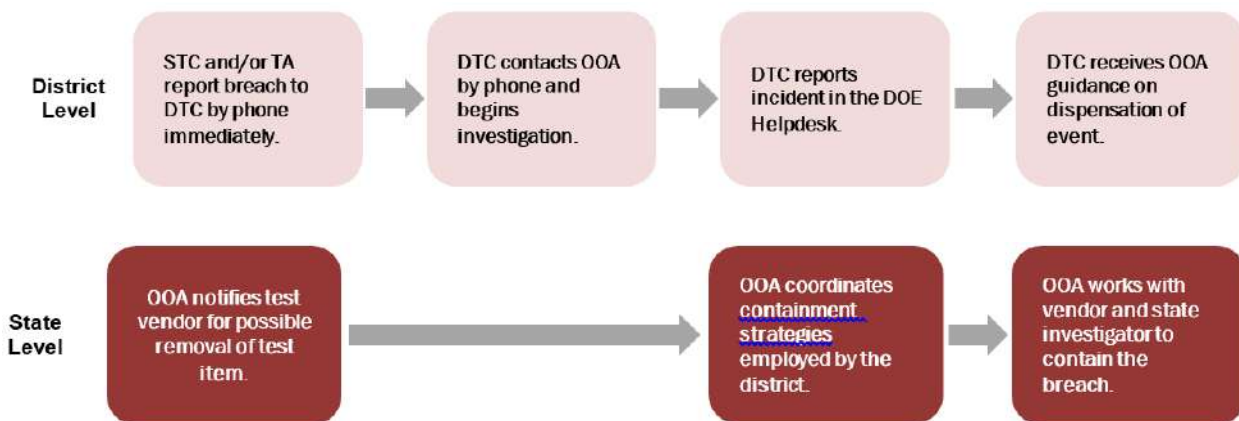 District
Level
STC and/or TA
report breach to
DTC by phone
immediately.
DTC contacts OOA
by phone and
begins
investigation.
DTC reports
incident in the DOE
Helpdesk.
DTC receives OOA
guidance on
dispensation of
event.
State
Level
OOA notifies test
vendor for possible
removal of test
item.
OOA coordinates
containment
strategies
employed by the
district.
OOA works with
vendor and state
investigator to
contain the
breach.